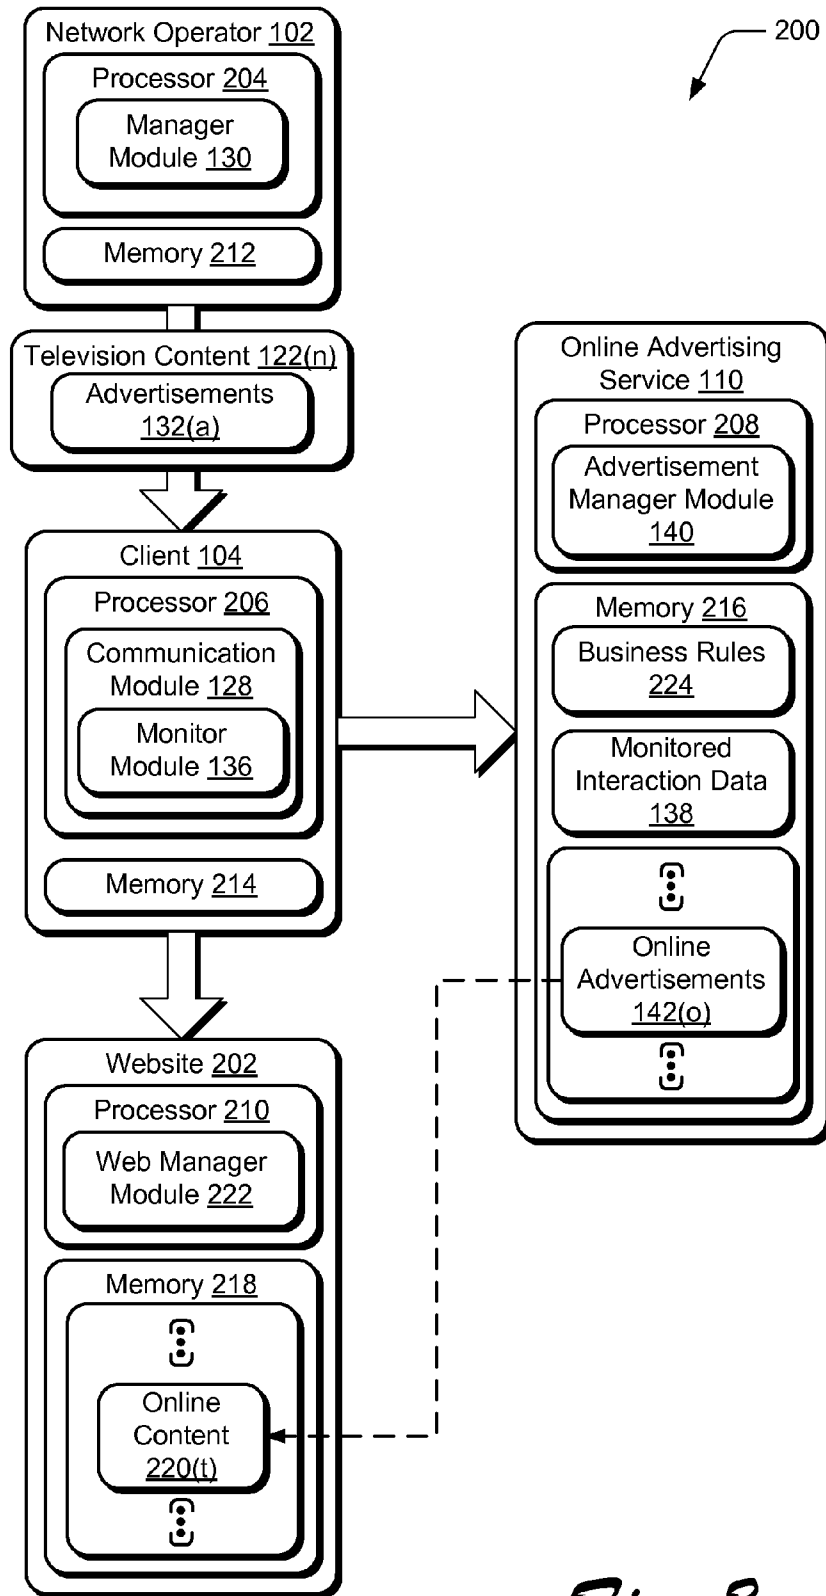 200
Network Operator 102
Processor 204
Manager
Module 130
Memory 212
Television Content 122(n)
Advertisements
132(a)
Client 104
Processor 206
Communication
Module 128
Monitor
Module 136
Memory 214
Website 202
Processor 210
Web Manager
Module 222
Memory 218
Online
Content
220(t)
Online Advertising
Service 110
Processor 208
Advertisement
Manager Module
140
Memory 216
Business Rules
224
Monitored
Interaction Data
138
Online
Advertisements
142(o)